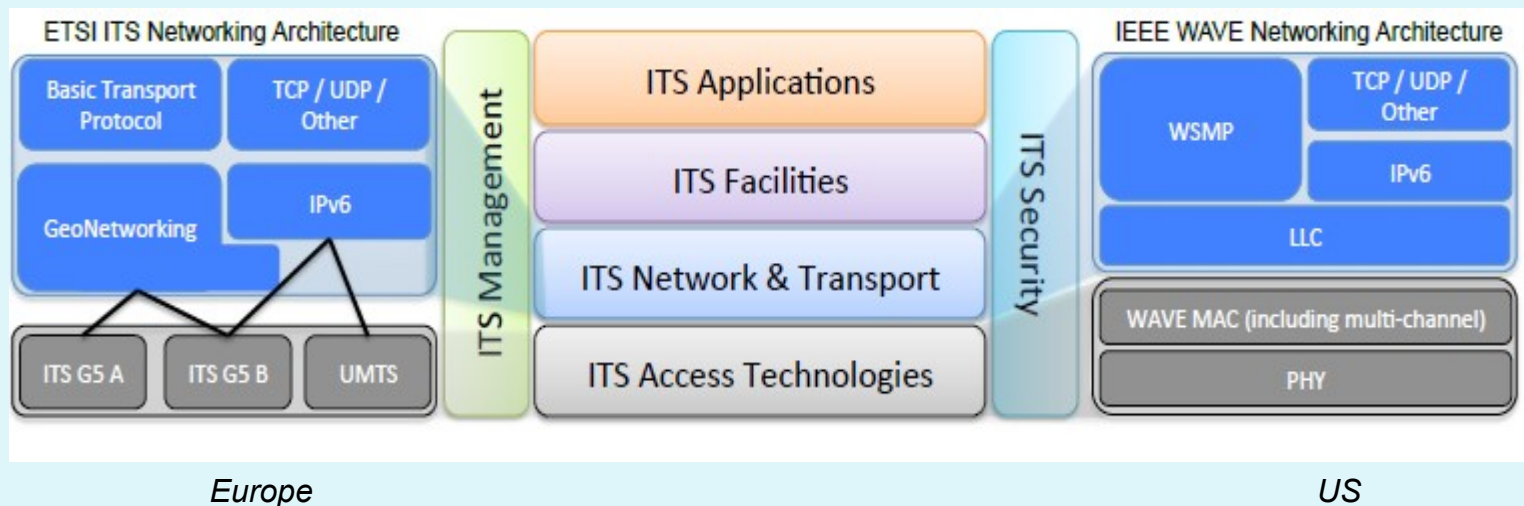 ETSI ITS Networking Architecture
Basic Transport
Protocol
TCP / UDP /
Other
GeoNetworking
IPv6
ITS G5 A
ITS G5 B
UMTS
ITS Management
ITS Applications
ITS Facilities
ITS Network & Transport
ITS Access Technologies
ITS Security
IEEE WAVE Networking Architecture
WSMP
TCP / UDP /
Other
IPv6
LLC
WAVE MAC (including multi-channel)
PHY
Europe
US